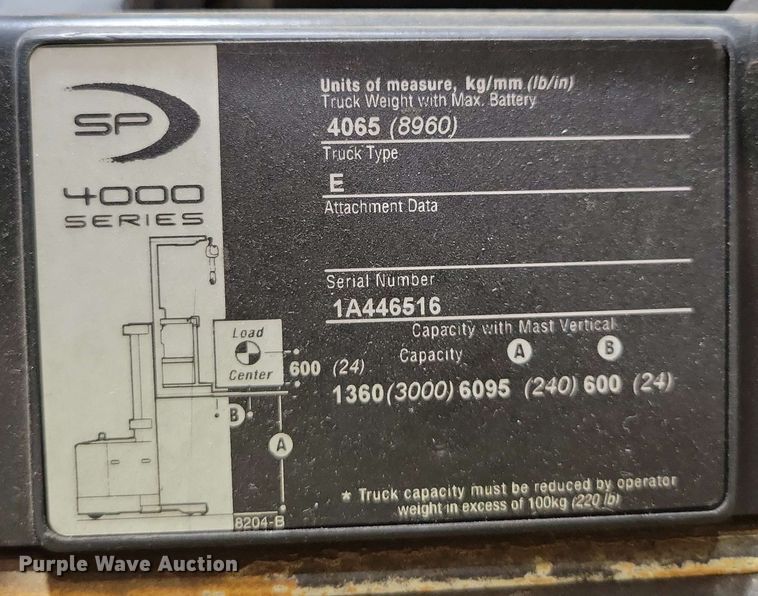 SP
4000
SERIES
Units of measure, kg/mm (lb/in)
Truck Weight with Max. Battery
4065 (8960)
Truck Type
E
Attachment Data
Serial Number
1A446516
Capacity with Mast Vertical
Capacity A B
1360 (3000) 6095 (240) 600 (24)
Load
Center
600 (24)
B
A
* Truck capacity must be reduced by operator
weight in excess of 100kg (220 lb)
8204-B
Purple Wave Auction